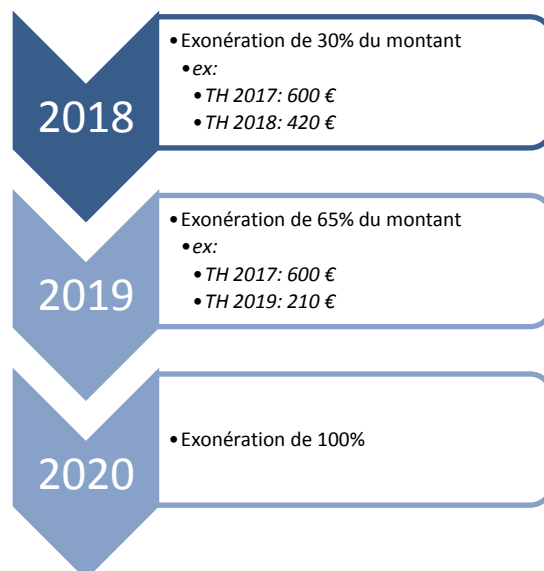 2018
•Exonération de 30% du montant
•ex:
•TH 2017: 600 €
•TH 2018: 420 €
2019
•Exonération de 65% du montant
•ex:
•TH 2017: 600 €
•TH 2019: 210 €
2020
•Exonération de 100%